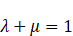 λ + μ = 1